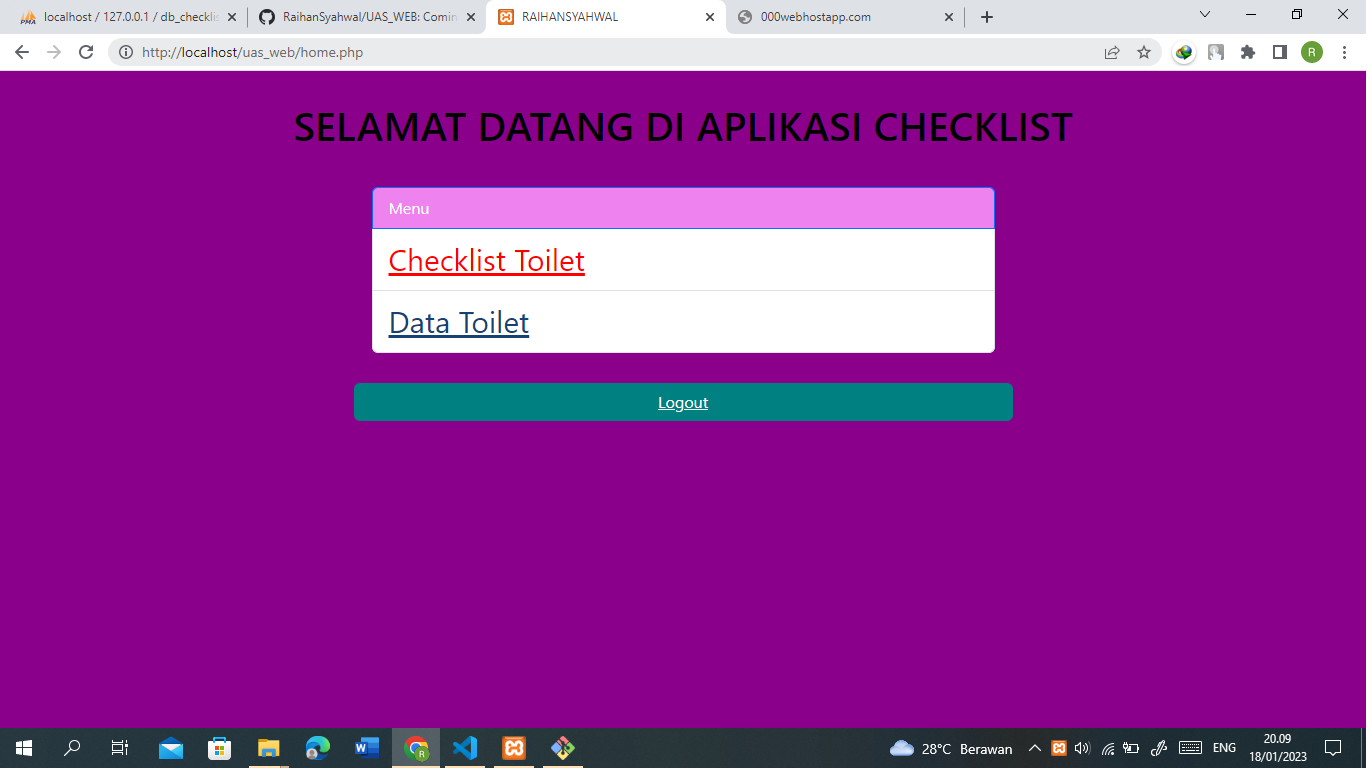 PMA
localhost / 127.0.0.1 / db_checklis
RaihanSyahwal/UAS_WEB: Comin
RAIHANSYAHWAL
000webhostapp.com
http://localhost/uas_web/home.php
R
SELAMAT DATANG DI APLIKASI CHECKLIST
Menu
Checklist Toilet
Data Toilet
Logout
28°C Berawan
ENG
20.09
18/01/2023